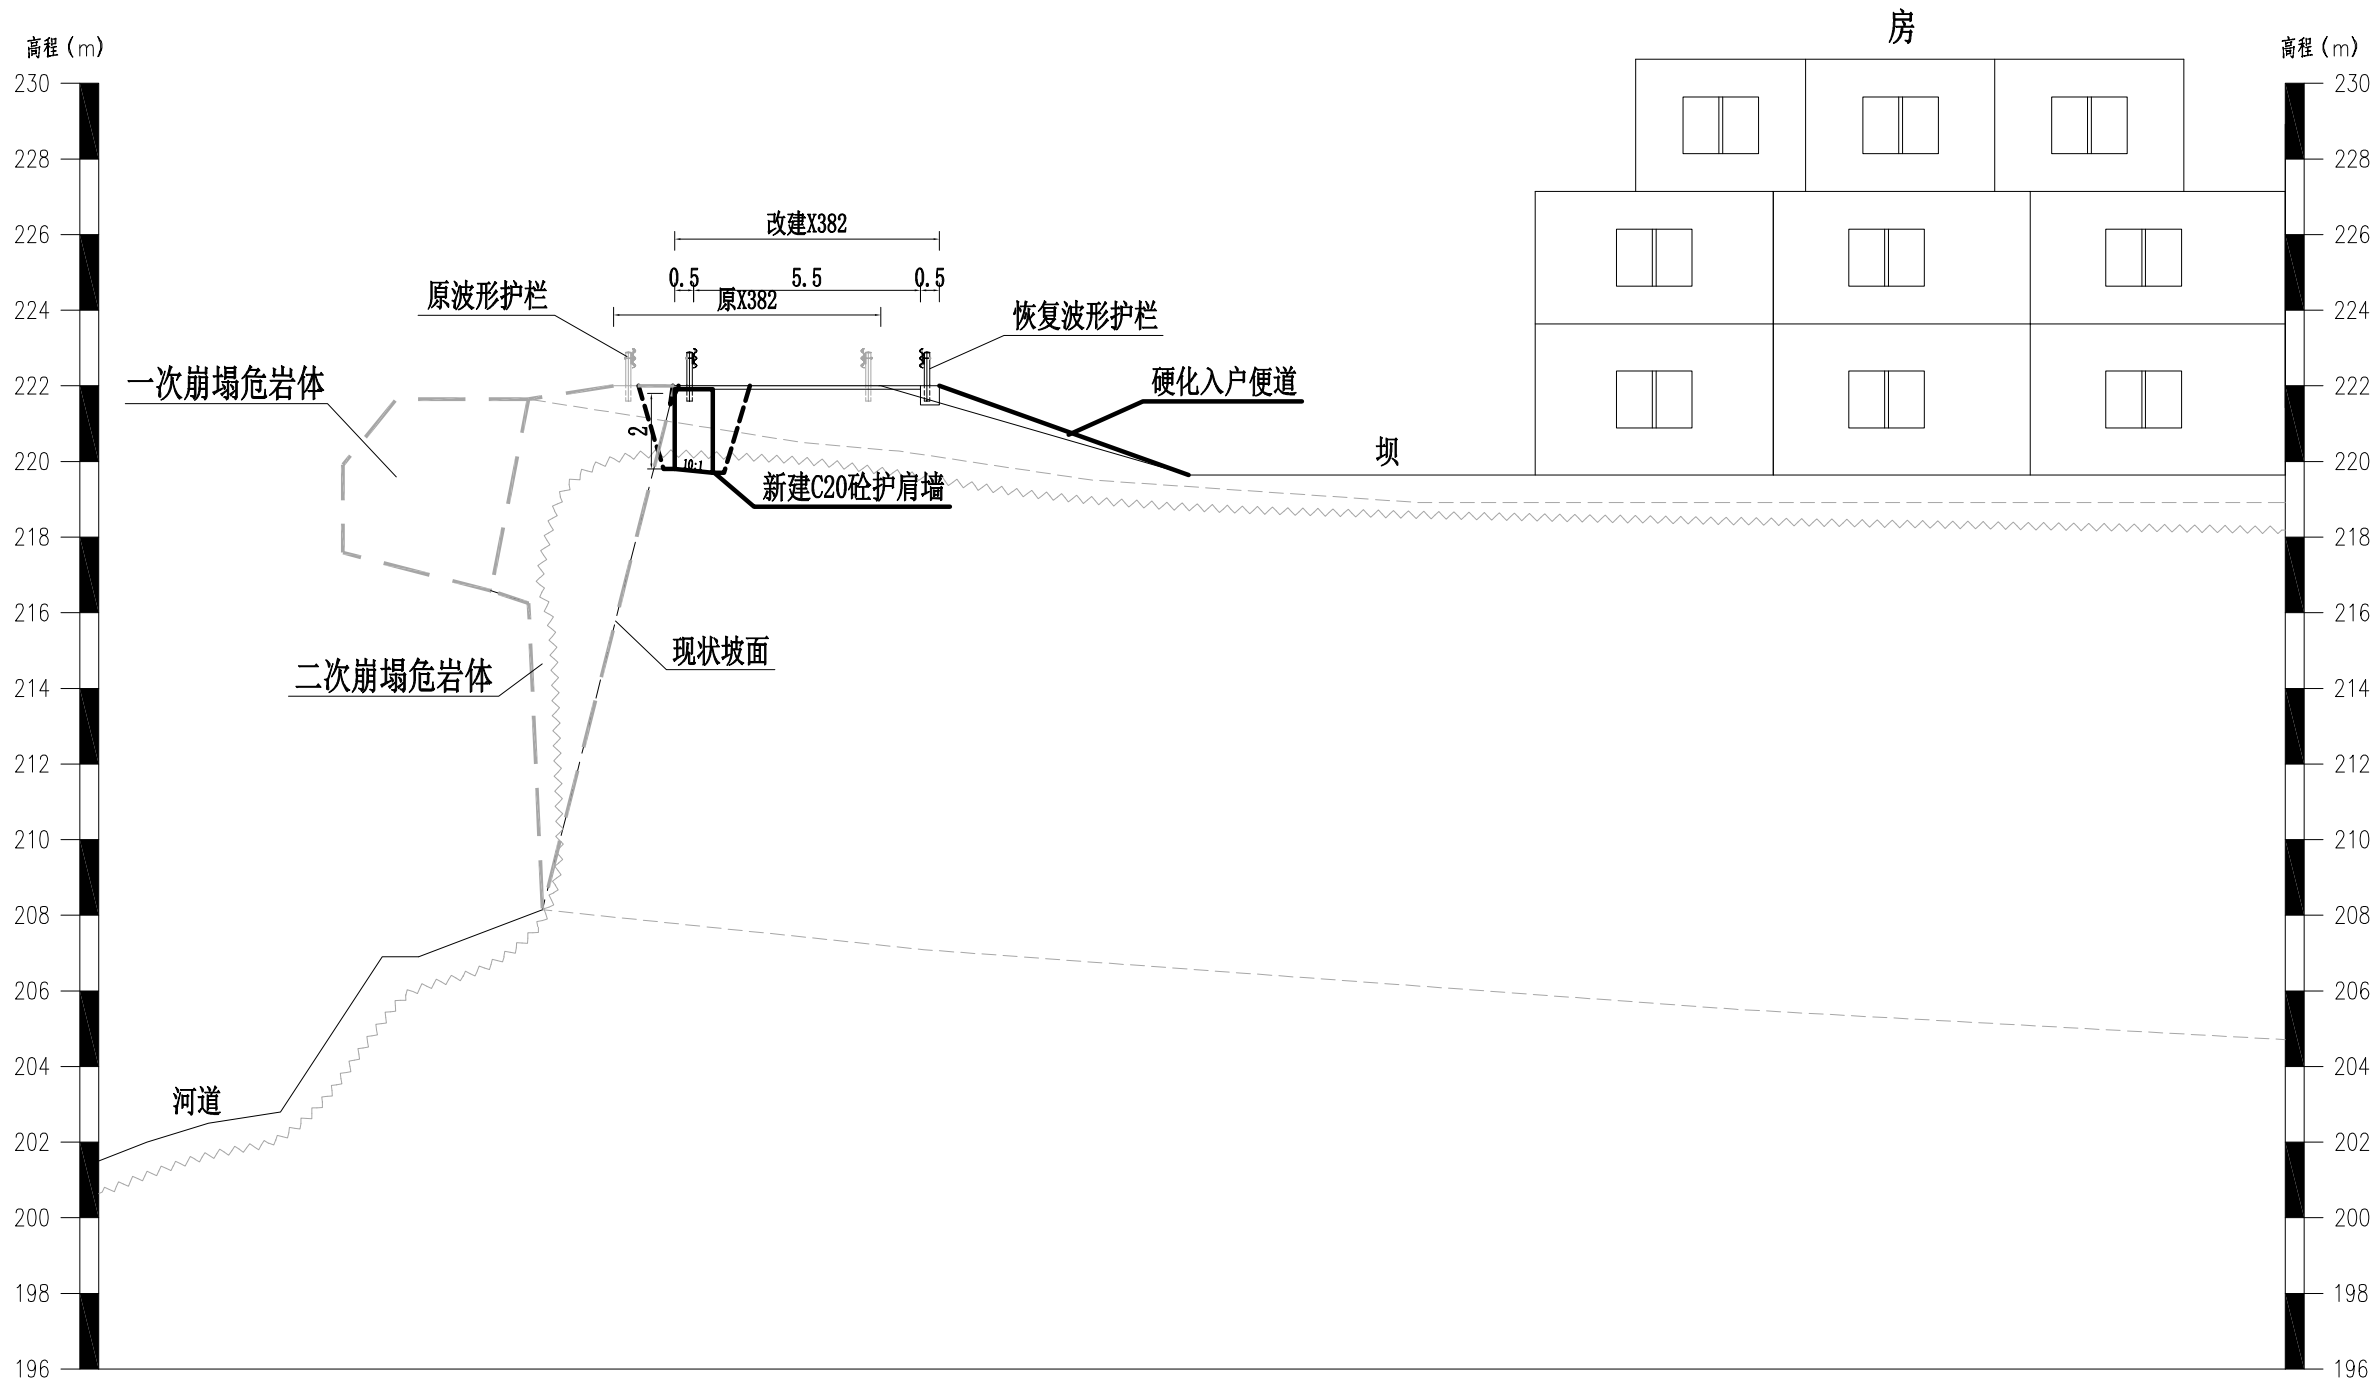 房
高程(m)
高程(m)
230
230
228
228
改建X382
226
226
0.5
5.5
0.5
原波形护栏
原X382
恢复波形护栏
224
224
一次崩塌危岩体
硬化入户便道
222
222
2
坝
220
10:1
220
新建C20砼护肩墙
218
218
216
216
现状坡面
二次崩塌危岩体
214
214
212
212
210
210
208
208
206
206
204
204
河道
202
202
200
200
198
198
196
196